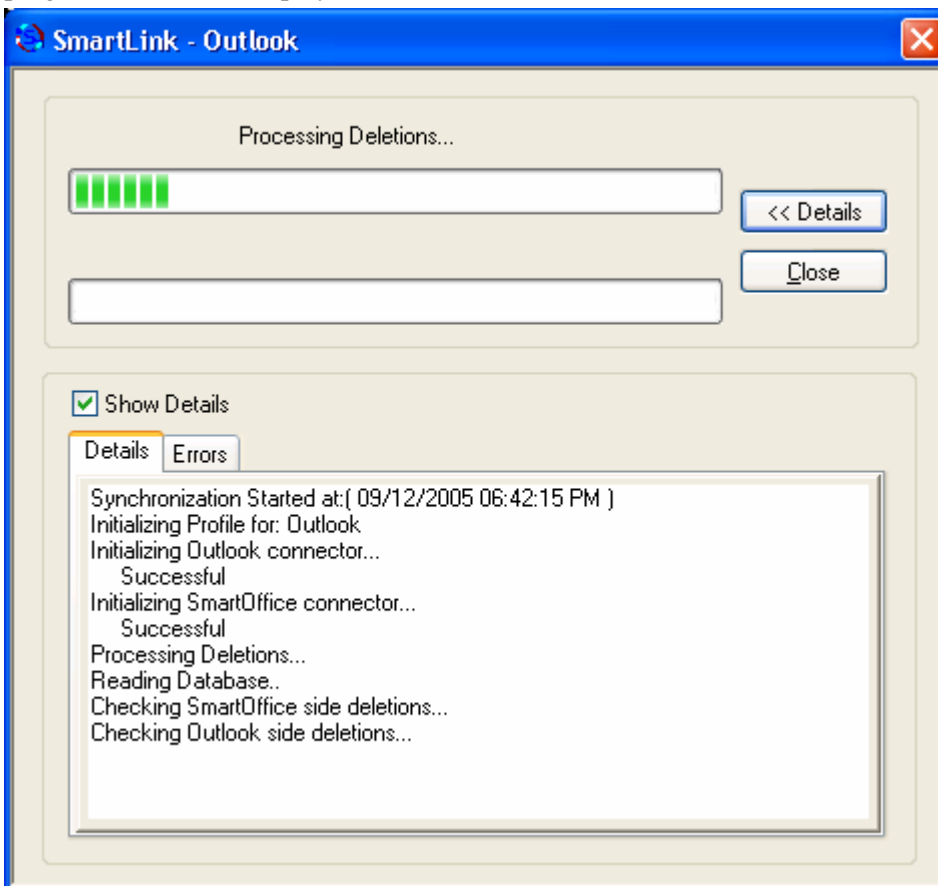 SmartLink - Outlook
Processing Deletions...
<< Details
Close
Show Details
Details Errors
Synchronization Started at:( 09/12/2005 06:42:15 PM )
Initializing Profile for: Outlook
Initializing Outlook connector...
Successful
Initializing SmartOffice connector...
Successful
Processing Deletions...
Reading Database..
Checking SmartOffice side deletions...
Checking Outlook side deletions...